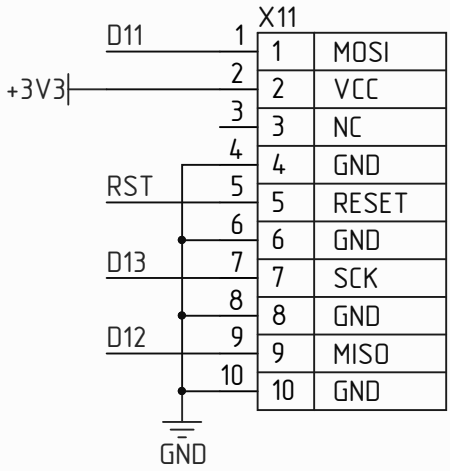 X11
D11 1 1 MOSI
+3V3 2 2 VCC
3 3 NC
4 4 GND
RST 5 5 RESET
6 6 GND
D13 7 7 SCK
8 8 GND
D12 9 9 MISO
10 10 GND
GND